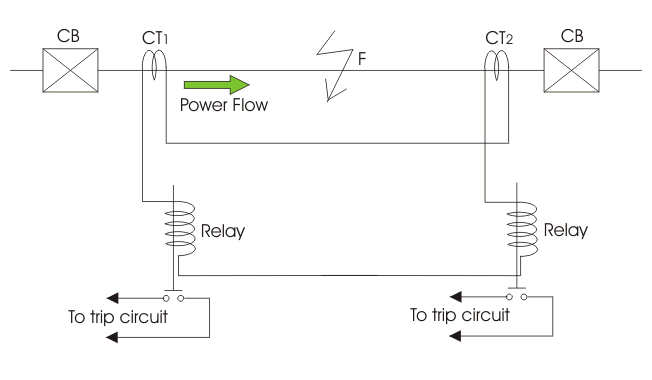 CB
CT1
CT2
CB
F
Power Flow
Relay
Relay
To trip circuit
To trip circuit